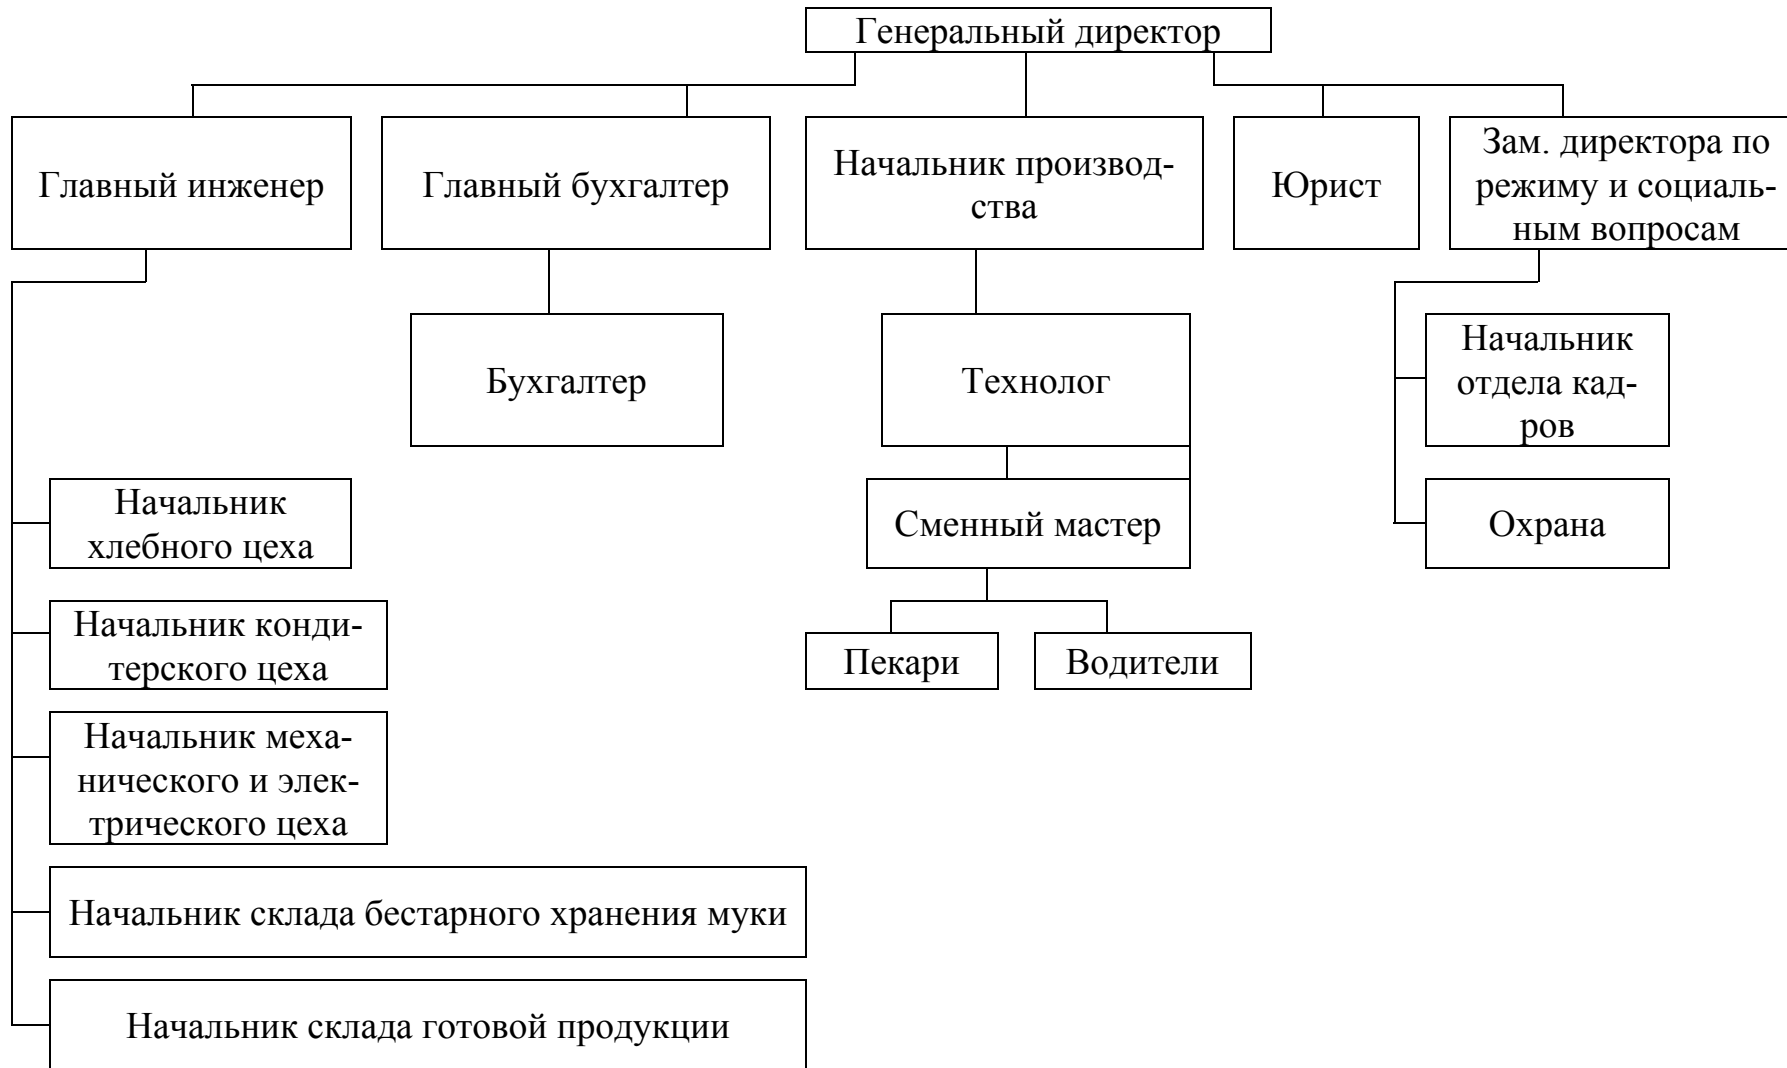 Генеральный директор
Главный инженер
Главный бухгалтер
Начальник производ-
ства
Юрист
Зам. директора по
режиму и социаль-
ным вопросам
Бухгалтер
Технолог
Начальник
отдела кад-
ров
Начальник
хлебного цеха
Сменный мастер
Охрана
Начальник конди-
терского цеха
Пекари
Водители
Начальник меха-
нического и элек-
трического цеха
Начальник склада бестарного хранения муки
Начальник склада готовой продукции